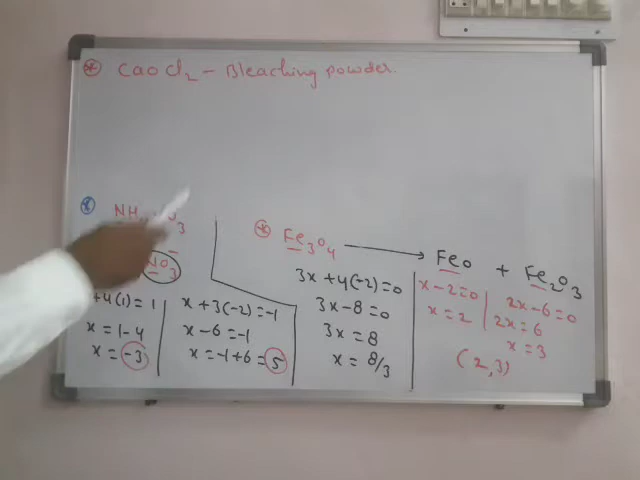 * CaOCl2 - Bleaching powder.
* NH O3
* Fe3O4 → FeO + Fe2O3
NO3-
+4(1) = 1
x = 1-4
x = -3
x + 3(-2) = -1
x - 6 = -1
x = -1+6 = 5
3x + 4(-2) = 0
3x - 8 = 0
3x = 8
x = 8/3
x - 2 = 0
x = 2
2x - 6 = 0
2x = 6
x = 3
(2,3)